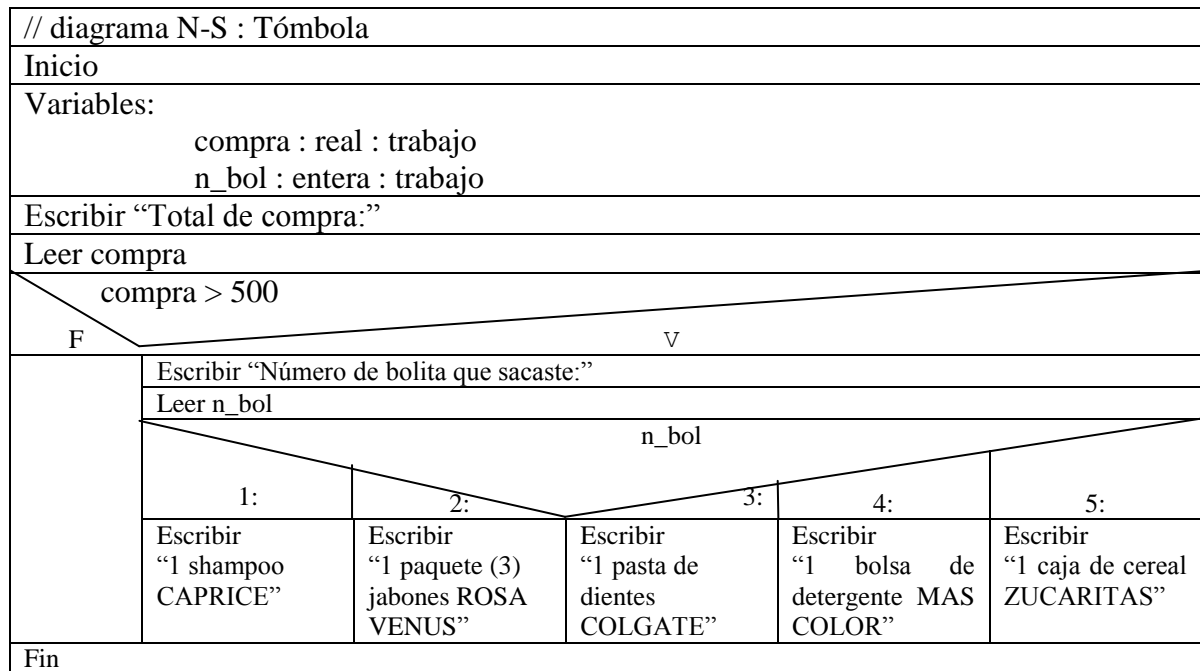 // diagrama N-S : Tómbola
Inicio
Variables:
compra : real : trabajo
n_bol : entera : trabajo
Escribir “Total de compra:”
Leer compra
compra > 500
F
V
Escribir “Número de bolita que sacaste:”
Leer n_bol
n_bol
1:
2:
3:
4:
5:
Escribir
“1 shampoo
CAPRICE”
Escribir
“1 paquete (3)
jabones ROSA
VENUS”
Escribir
“1 pasta de
dientes
COLGATE”
Escribir
“1 bolsa de
detergente MAS
COLOR”
Escribir
“1 caja de cereal
ZUCARITAS”
Fin